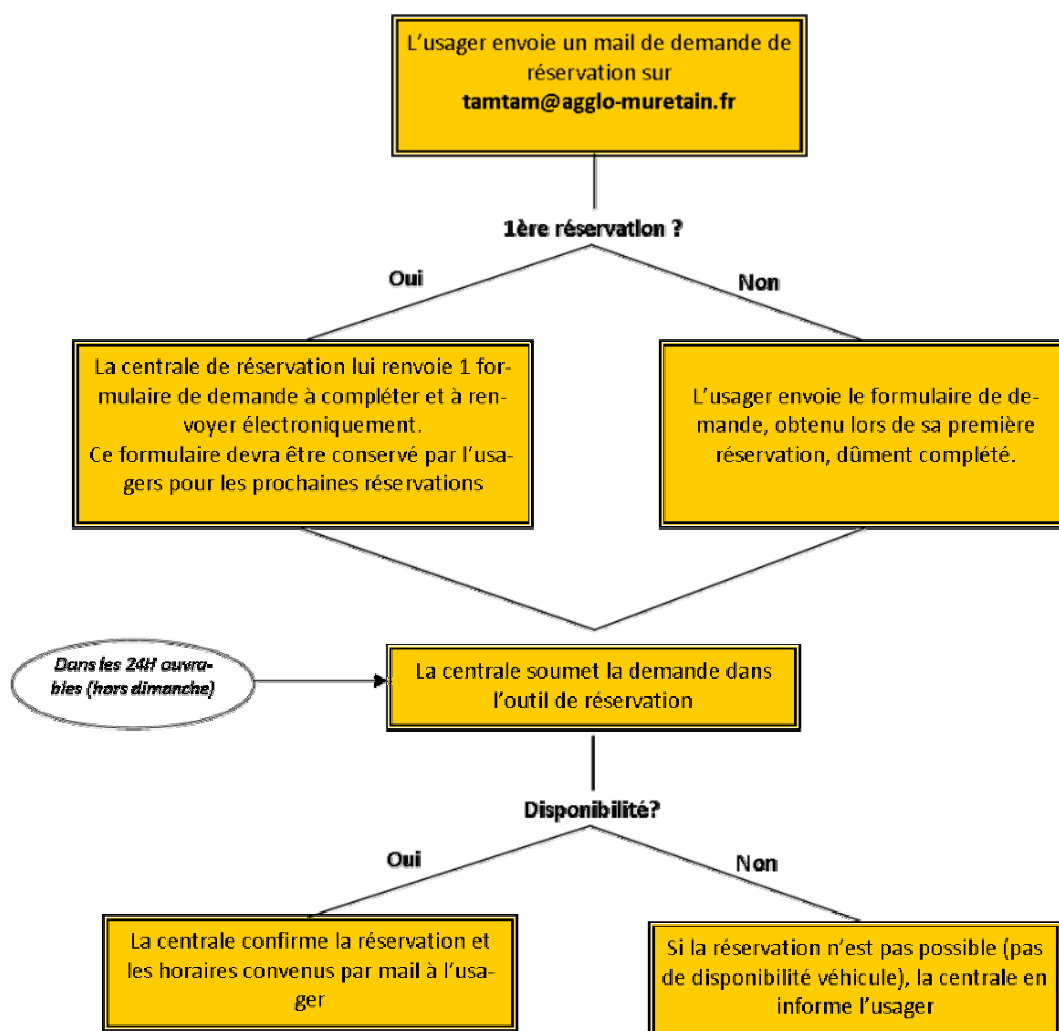 L'usager envoie un mail de demande de
réservation sur
tamtam@agglo-muretain.fr
1ère réservation ?
Oui
Non
La centrale de réservation lui renvoie 1 for-
mulaire de demande à compléter et à ren-
voyer électroniquement.
Ce formulaire devra être conservé par l'usa-
gers pour les prochaines réservations
L'usager envoie le formulaire de de-
mande, obtenu lors de sa première
réservation, dûment complété.
Dans les 24H ouvra-
bles (hors dimanche)
La centrale soumet la demande dans
l'outil de réservation
Disponibilité?
Oui
Non
La centrale confirme la réservation et
les horaires convenus par mail à l'usa-
ger
Si la réservation n'est pas possible (pas
de disponibilité véhicule), la centrale en
informe l'usager